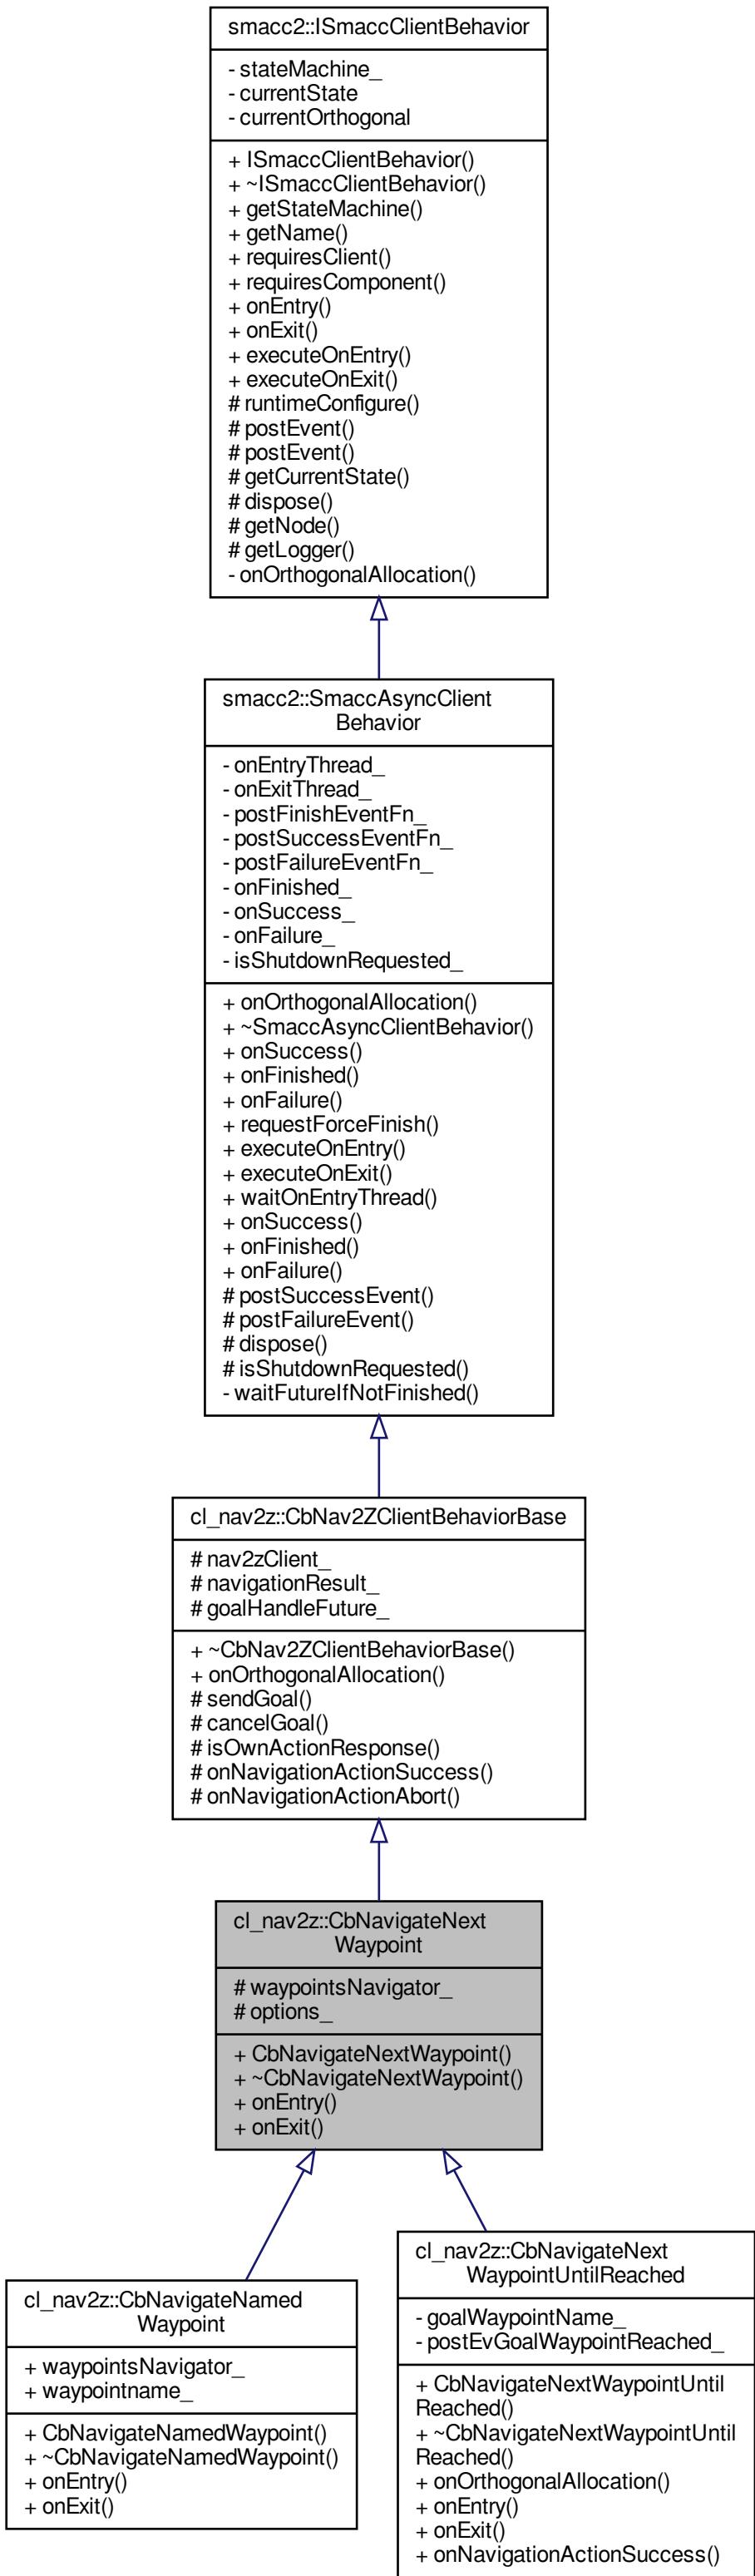 smacc2::ISmaccClientBehavior
- stateMachine_
- currentState
- currentOrthogonal
+ ISmaccClientBehavior()
+ ~ISmaccClientBehavior()
+ getStateMachine()
+ getName()
+ requiresClient()
+ requiresComponent()
+ onEntry()
+ onExit()
+ executeOnEntry()
+ executeOnExit()
# runtimeConfigure()
# postEvent()
# postEvent()
# getCurrentState()
# dispose()
# getNode()
# getLogger()
- onOrthogonalAllocation()
smacc2::SmaccAsyncClient
Behavior
- onEntryThread_
- onExitThread_
- postFinishEventFn_
- postSuccessEventFn_
- postFailureEventFn_
- onFinished_
- onSuccess_
- onFailure_
- isShutdownRequested_
+ onOrthogonalAllocation()
+ ~SmaccAsyncClientBehavior()
+ onSuccess()
+ onFinished()
+ onFailure()
+ requestForceFinish()
+ executeOnEntry()
+ executeOnExit()
+ waitOnEntryThread()
+ onSuccess()
+ onFinished()
+ onFailure()
# postSuccessEvent()
# postFailureEvent()
# dispose()
# isShutdownRequested()
- waitFutureIfNotFinished()
cl_nav2z::CbNav2ZClientBehaviorBase
# nav2zClient_
# navigationResult_
# goalHandleFuture_
+ ~CbNav2ZClientBehaviorBase()
+ onOrthogonalAllocation()
# sendGoal()
# cancelGoal()
# isOwnActionResponse()
# onNavigationActionSuccess()
# onNavigationActionAbort()
cl_nav2z::CbNavigateNext
Waypoint
# waypointsNavigator_
# options_
+ CbNavigateNextWaypoint()
+ ~CbNavigateNextWaypoint()
+ onEntry()
+ onExit()
cl_nav2z::CbNavigateNamed
Waypoint
+ waypointsNavigator_
+ waypointname_
+ CbNavigateNamedWaypoint()
+ ~CbNavigateNamedWaypoint()
+ onEntry()
+ onExit()
cl_nav2z::CbNavigateNext
WaypointUntilReached
- goalWaypointName_
- postEvGoalWaypointReached_
+ CbNavigateNextWaypointUntil
Reached()
+ ~CbNavigateNextWaypointUntil
Reached()
+ onOrthogonalAllocation()
+ onEntry()
+ onExit()
+ onNavigationActionSuccess()